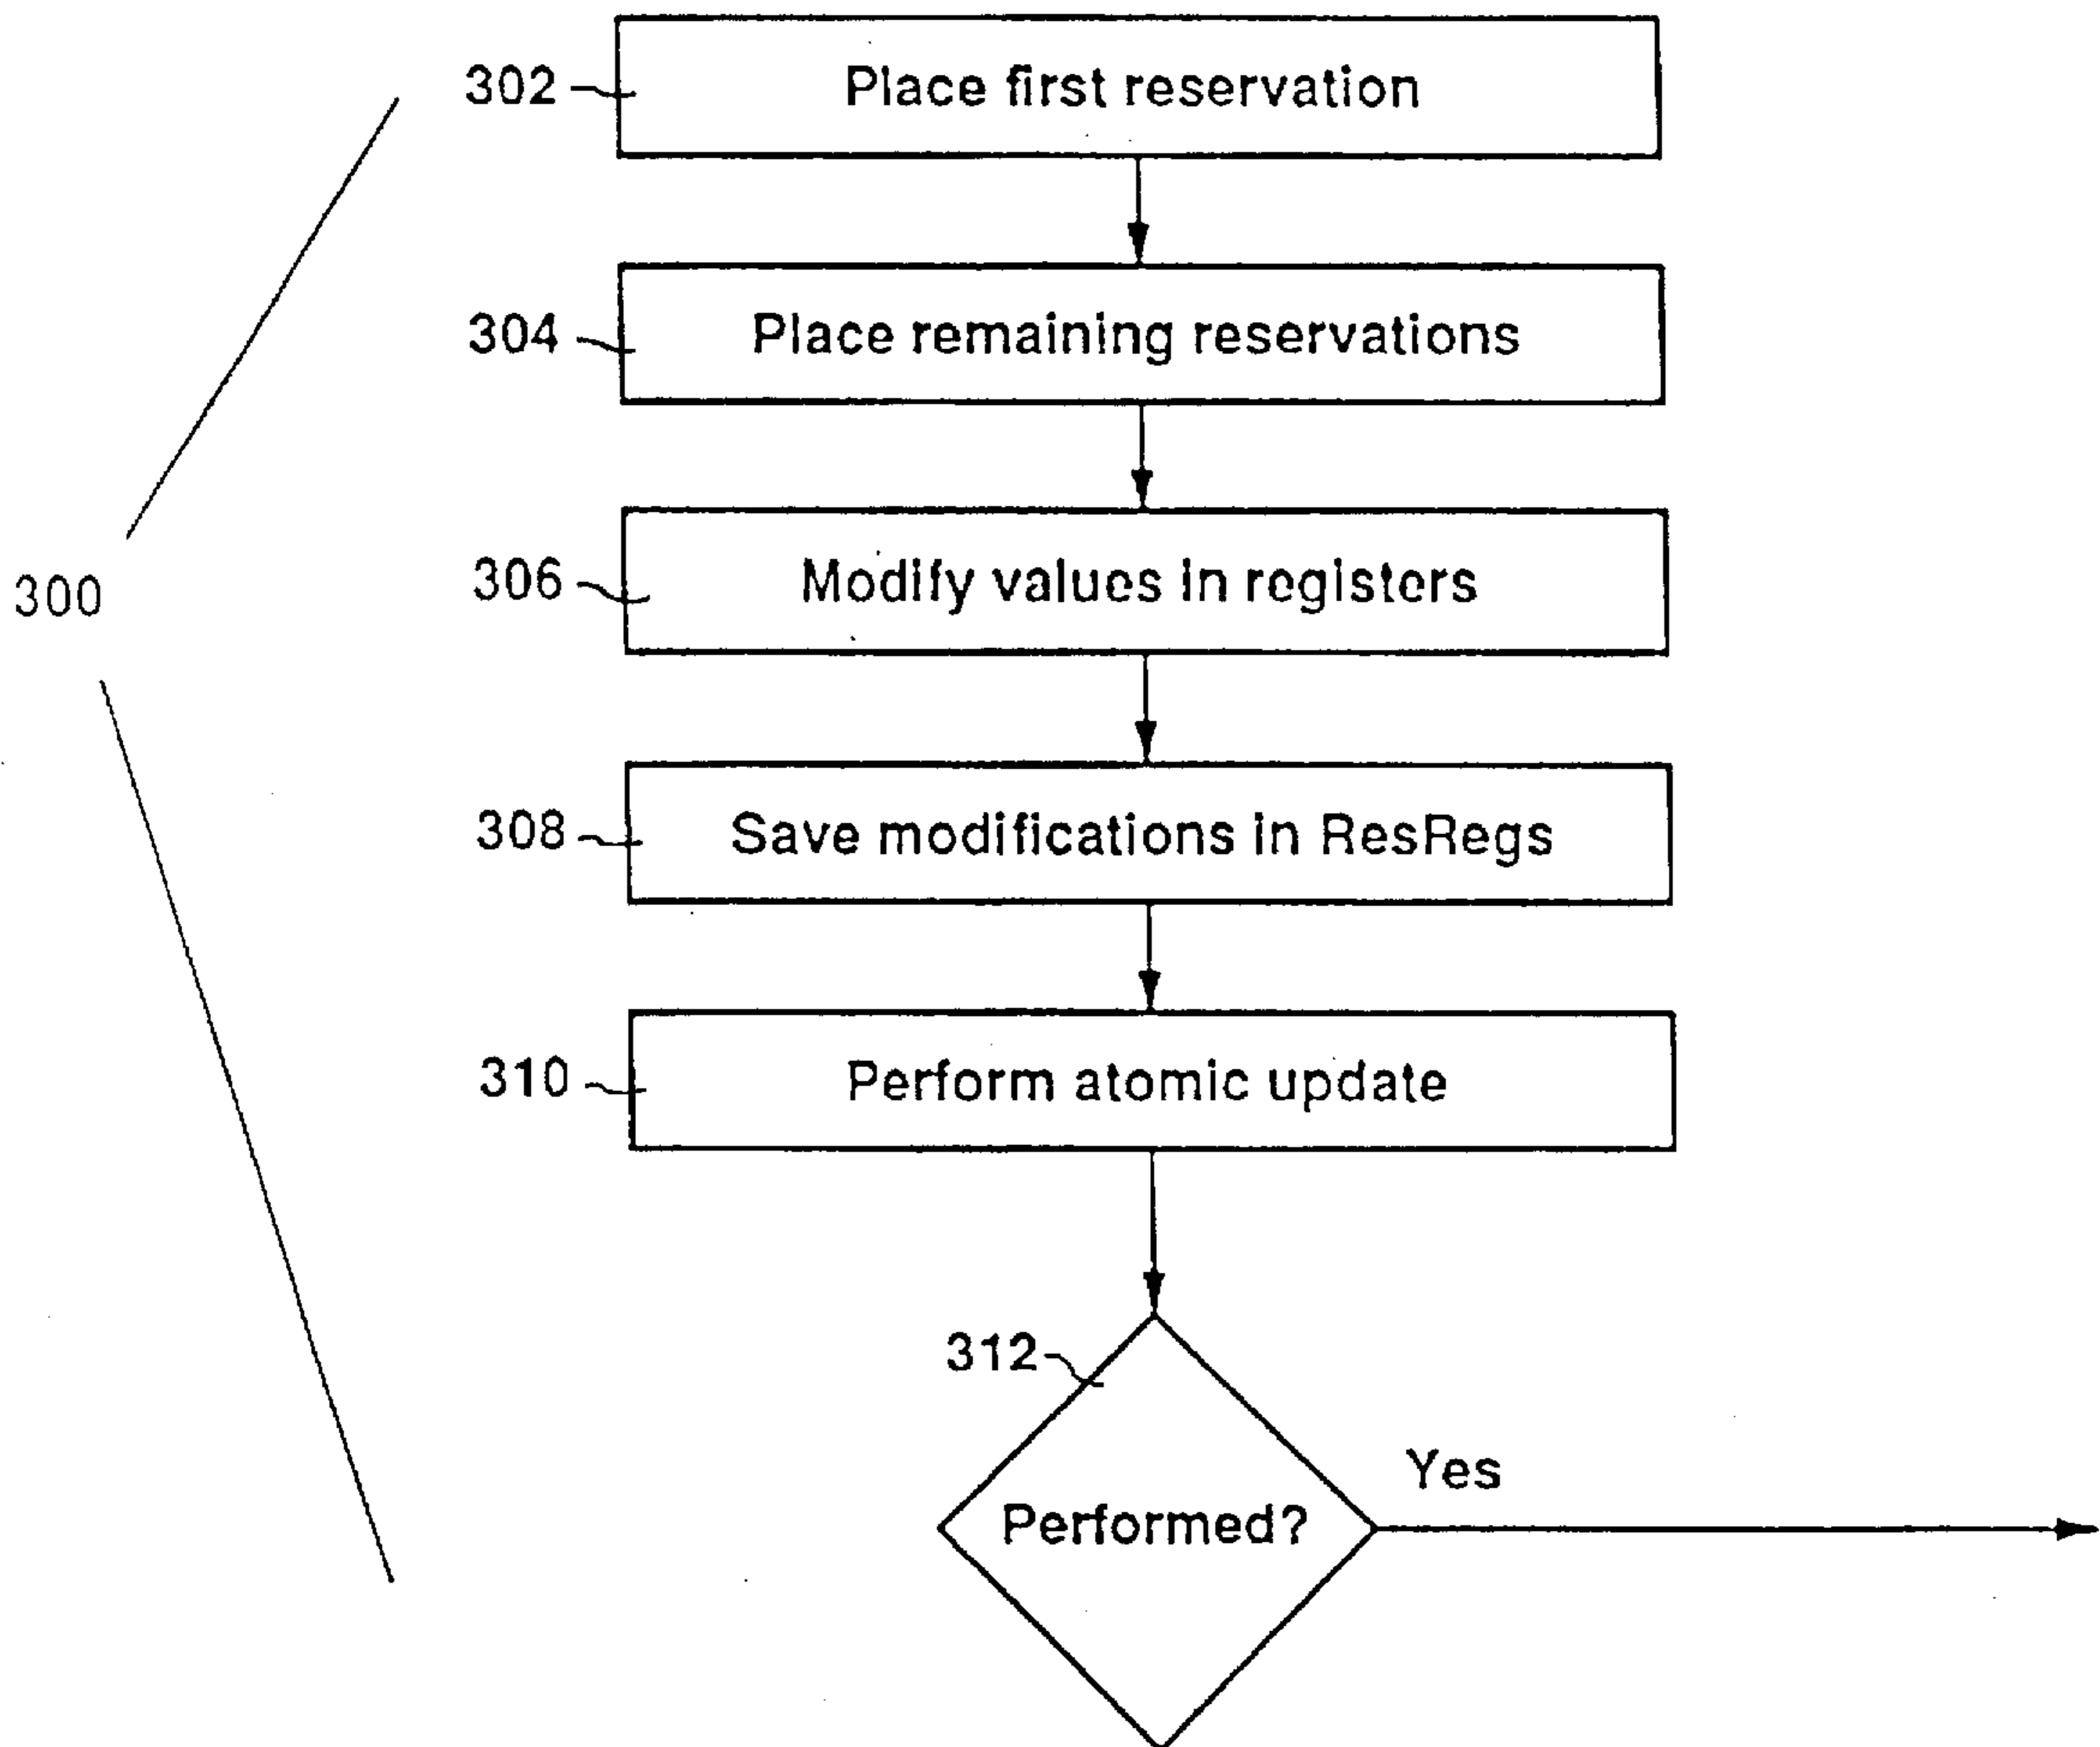 302 Place first reservation
304 Place remaining reservations
300
306 Modify values in registers
308 Save modifications in ResRegs
310 Perform atomic update
312
Yes
Performed?